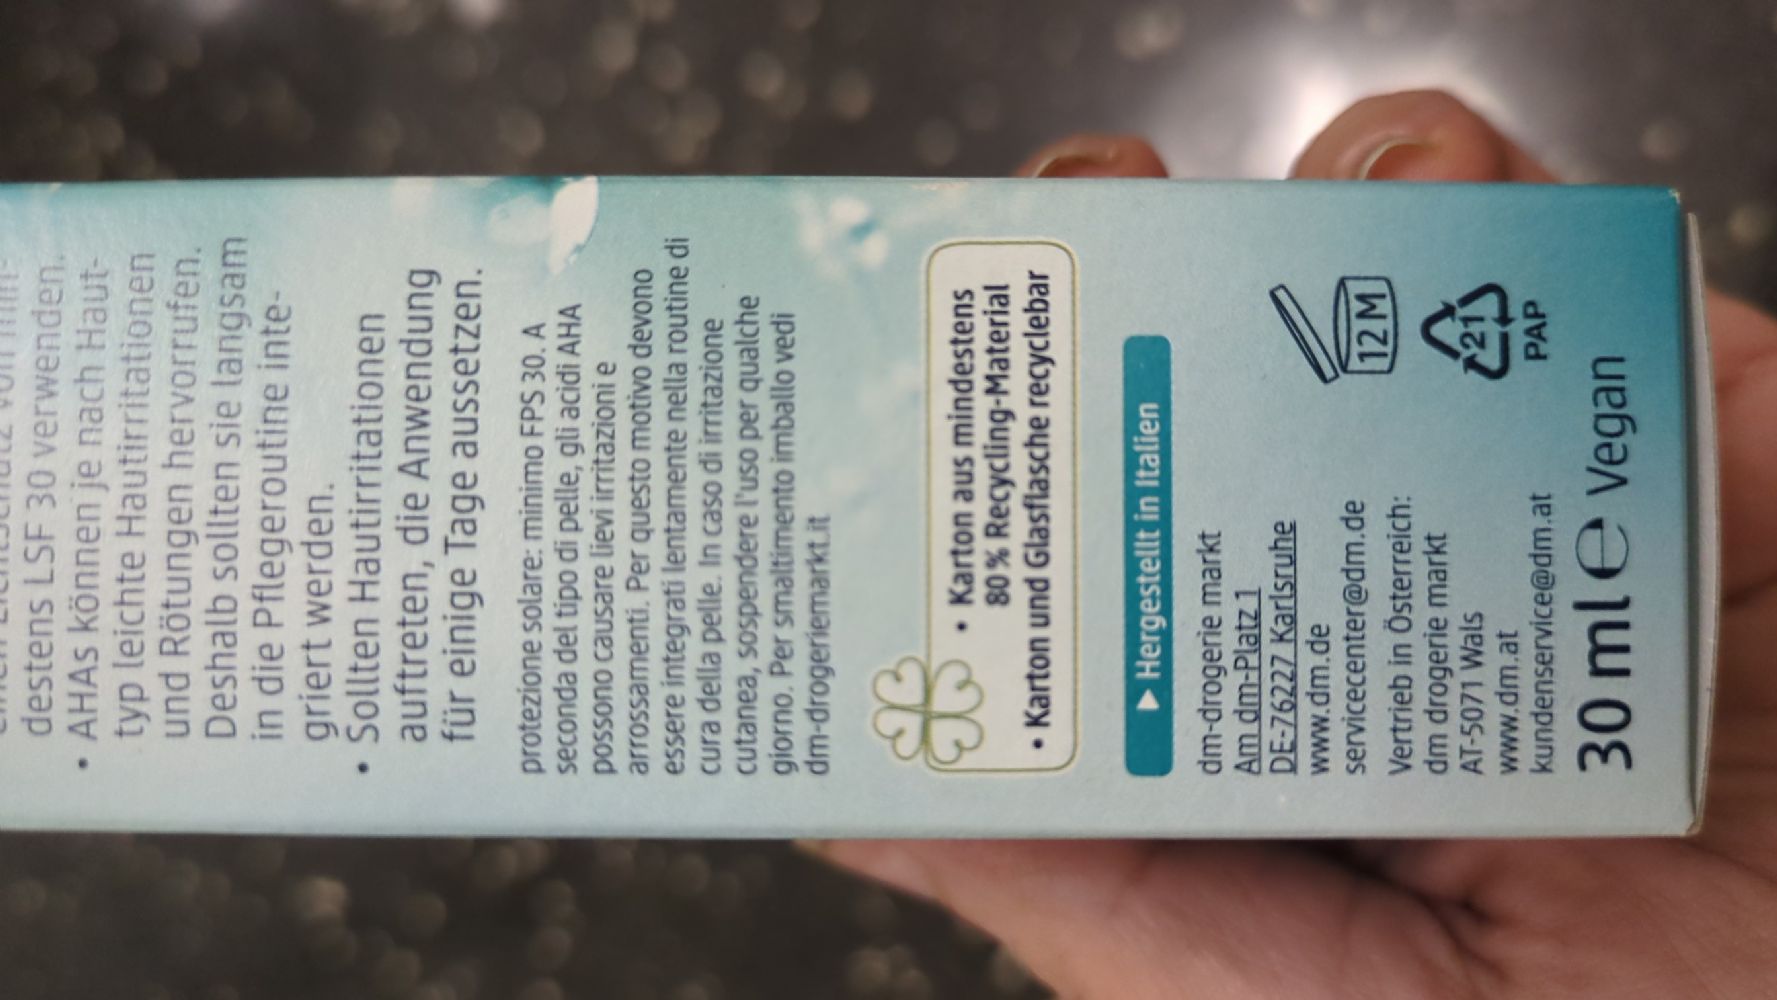 destens LSF 30 verwenden.
• AHAs können je nach Haut-
typ leichte Hautirritationen
und Rötungen hervorrufen.
Deshalb sollten sie langsam
in die Pflegeroutine inte-
griert werden.
• Sollten Hautirritationen
auftreten, die Anwendung
für einige Tage aussetzen.
protezione solare: minimo FPS 30. A
seconda del tipo di pelle, gli acidi AHA
possono causare lievi irritazioni e
arrossamenti. Per questo motivo devono
essere integrati lentamente nella routine di
cura della pelle. In caso di irritazione
cutanea, sospendere l'uso per qualche
giorno. Per smaltimento imballo vedi
dm-drogeriemarkt.it
• Karton aus mindestens
80 % Recycling-Material
• Karton und Glasflasche recyclebar
▶ Hergestellt in Italien
dm-drogerie markt
Am dm-Platz 1
DE-76227 Karlsruhe
www.dm.de
servicecenter@dm.de
Vertrieb in Österreich:
dm drogerie markt
AT-5071 Wals
www.dm.at
kundenservice@dm.at
12 M
21
PAP
30 ml ℮ Vegan